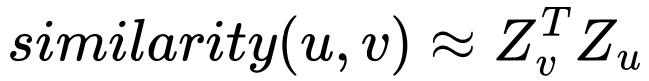 similarity(u, v) ≈ Z_v^T Z_u